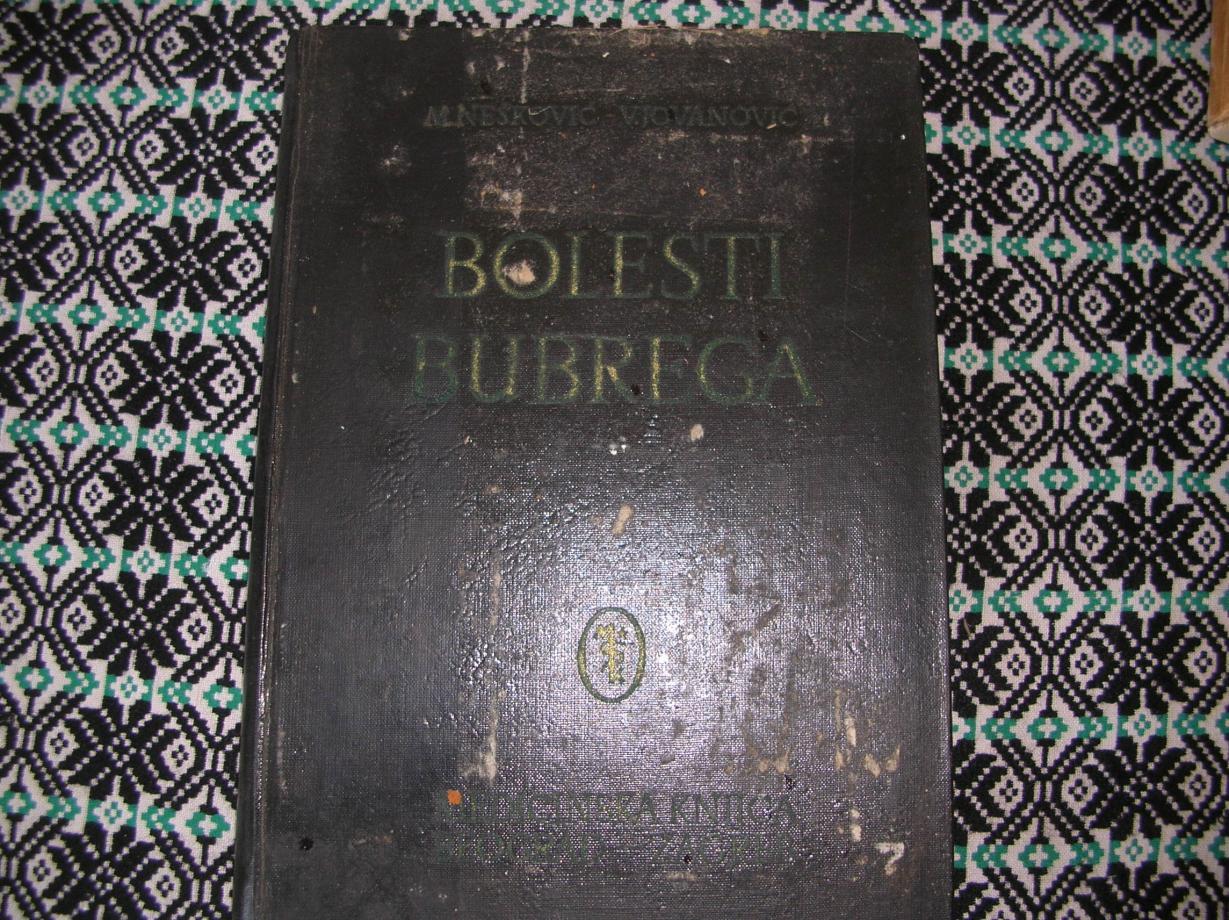 M.NEŠKOVIĆ - V.JOVANOVIĆ
BOLESTI
BUBREGA
MEDICINSKA KNJIGA
BEOGRAD - ZAGREB